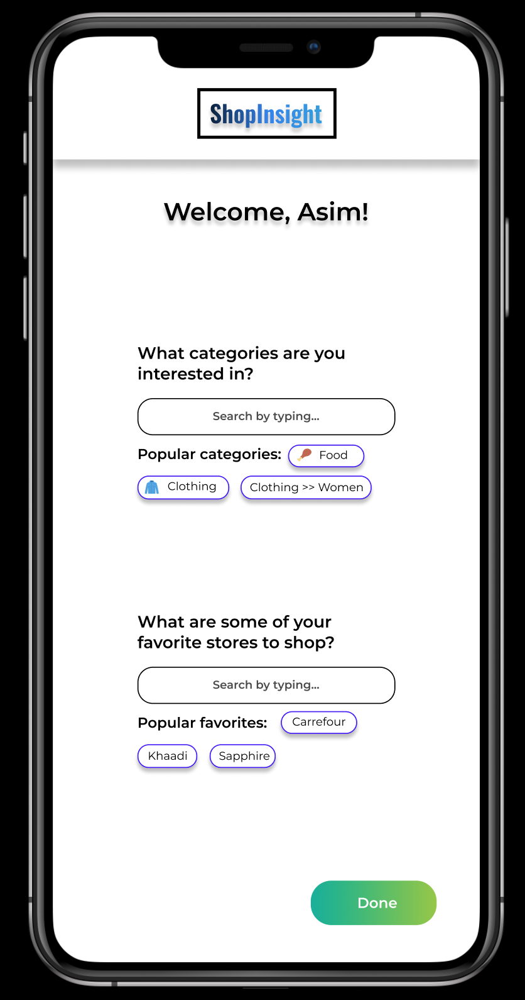 ShopInsight
Welcome, Asim!
What categories are you
interested in?
Search by typing...
Popular categories: Food
Clothing Clothing >> Women
What are some of your
favorite stores to shop?
Search by typing...
Popular favorites: Carrefour
Khaadi Sapphire
Done